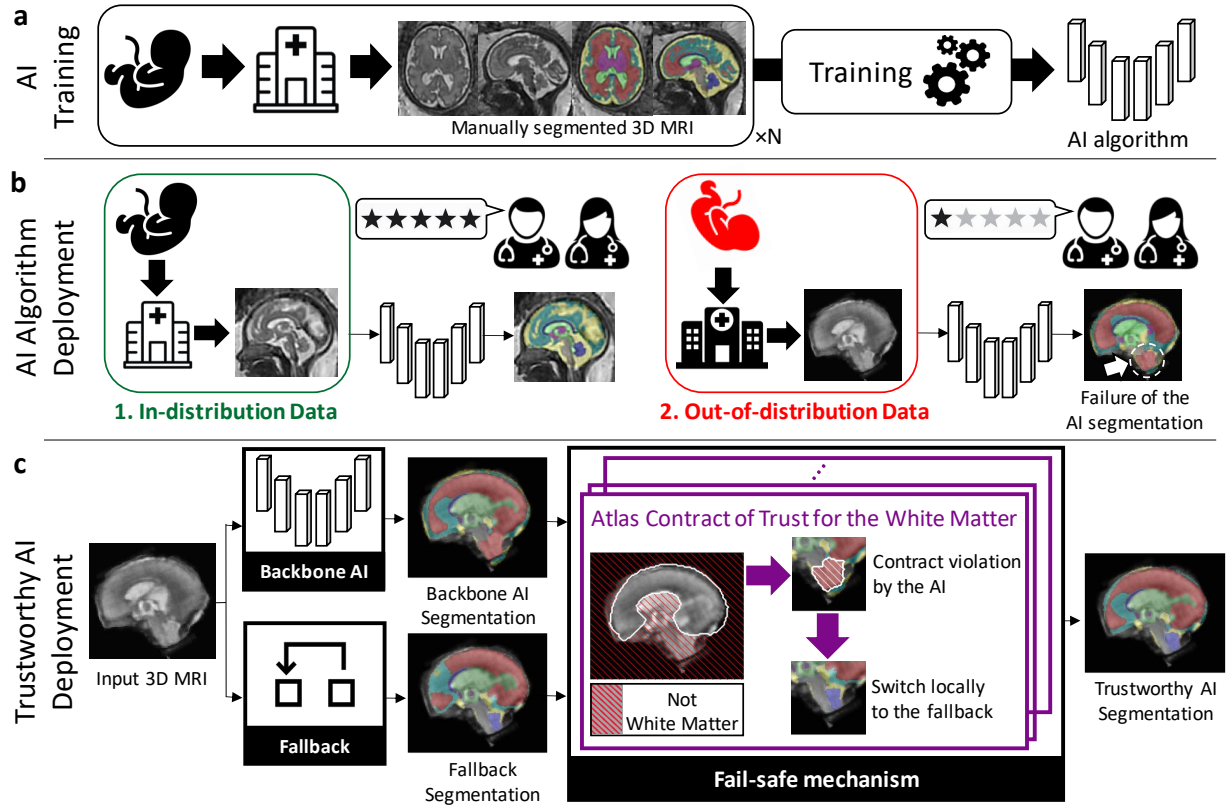 a
AI
Training
Manually segmented 3D MRI
×N
Training
AI algorithm
b
AI Algorithm
Deployment
1. In-distribution Data
2. Out-of-distribution Data
Failure of the
AI segmentation
c
Trustworthy AI
Deployment
Input 3D MRI
Backbone AI
Backbone AI
Segmentation
Fallback
Fallback
Segmentation
Atlas Contract of Trust for the White Matter
Not
White Matter
Contract violation
by the AI
Switch locally
to the fallback
Fail-safe mechanism
Trustworthy AI
Segmentation